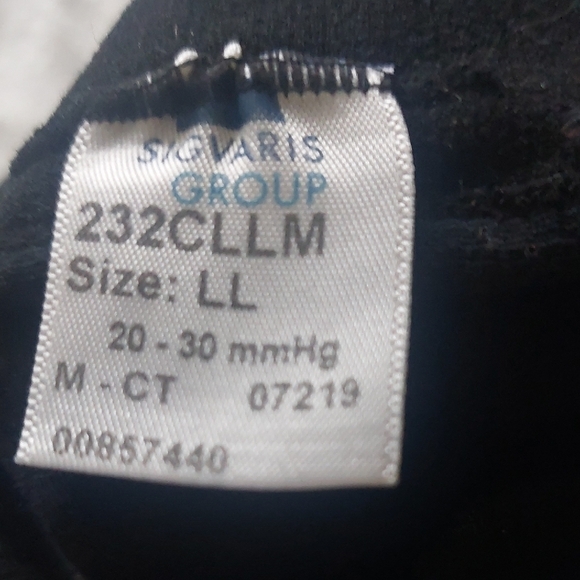 SIGVARIS
GROUP
232CLLM
Size: LL
20 - 30 mmHg
M - CT 07219
00857440